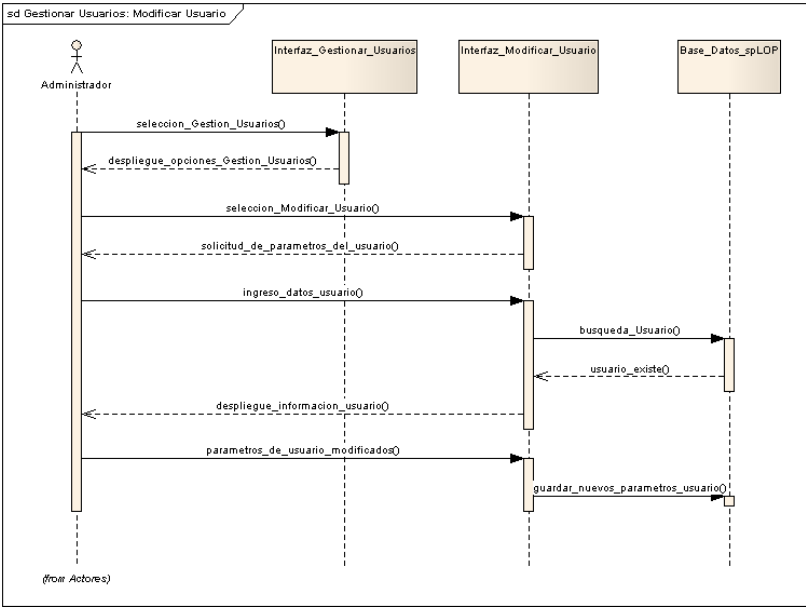 sd Gestionar Usuarios: Modificar Usuario
Interfaz_Gestionar_Usuarios
Interfaz_Modificar_Usuario
Base_Datos_spLOP
Administrador
seleccion_Gestion_Usuarios()
despliegue_opciones_Gestion_Usuarios()
seleccion_Modificar_Usuario()
solicitud_de_parametros_del_usuario()
ingreso_datos_usuario()
busqueda_Usuario()
usuario_existe()
despliegue_informacion_usuario()
parametros_de_usuario_modificados()
guardar_nuevos_parametros_usuario()
(from Actores)